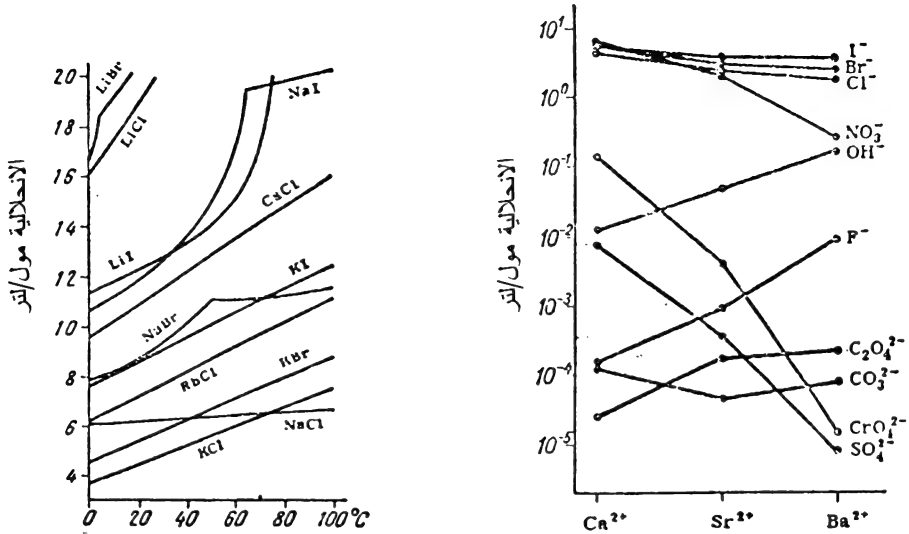 الانحلالية مول/لتر
20
18
16
14
12
10
8
6
4
0
20
40
60
80
100°C
LiBr
LiCl
NaI
CsCl
LiI
KI
NaBr
RbCl
KBr
NaCl
KCl
الانحلالية مول/لتر
10¹
10⁰
10⁻¹
10⁻²
10⁻³
10⁻⁴
10⁻⁵
I⁻
Br⁻
Cl⁻
NO₃⁻
OH⁻
F⁻
C₂O₄²⁻
CO₃²⁻
CrO₄²⁻
SO₄²⁻
Ca²⁺
Sr²⁺
Ba²⁺